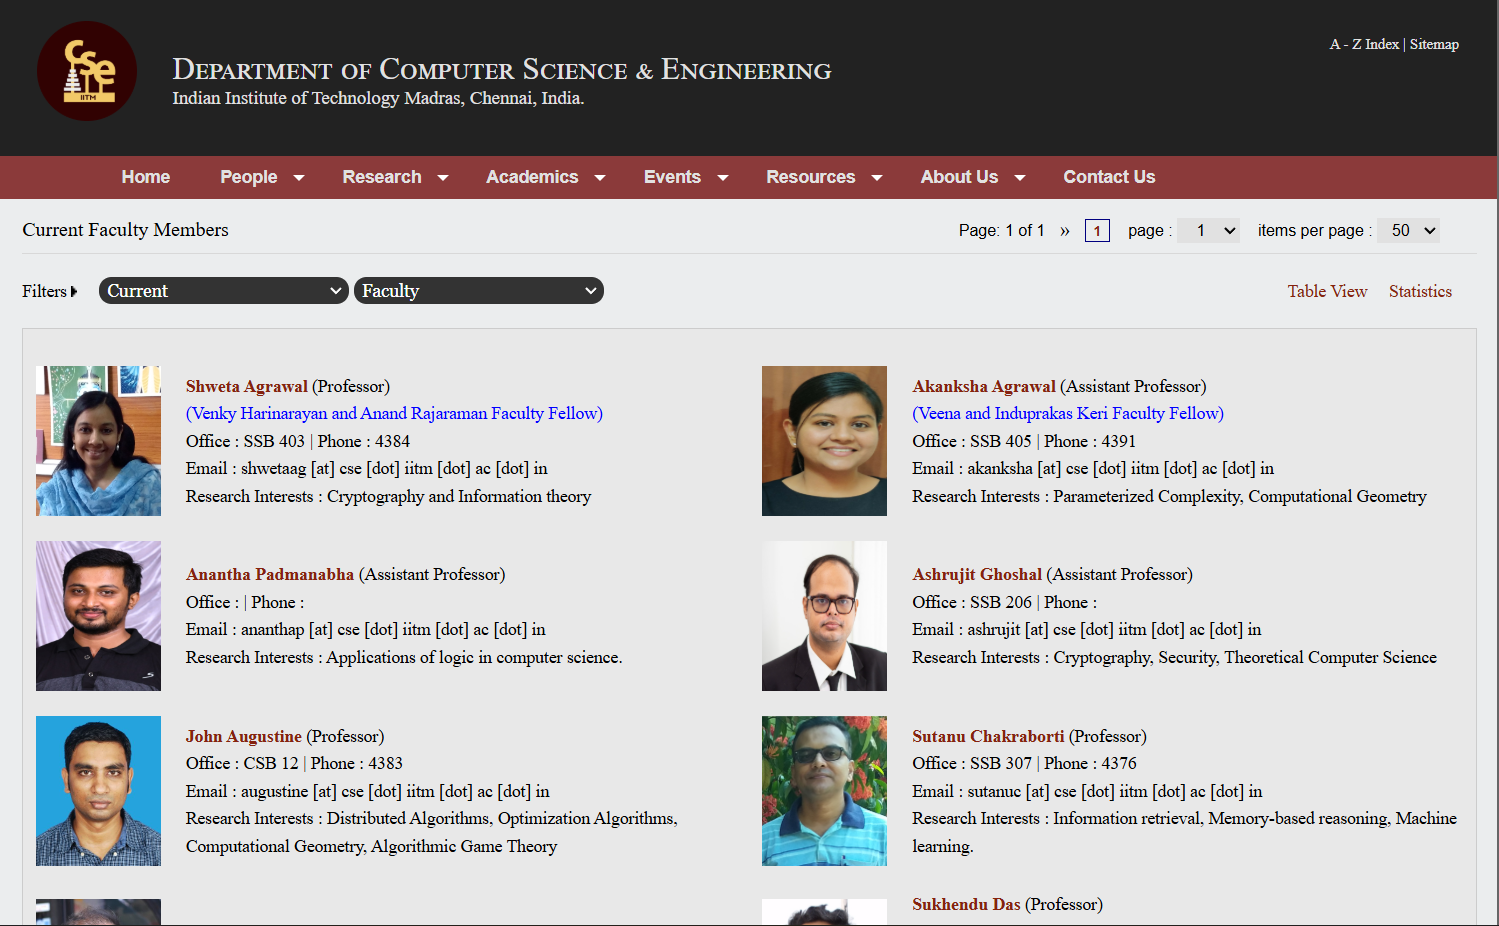 CSE
IITM
DEPARTMENT OF COMPUTER SCIENCE & ENGINEERING
Indian Institute of Technology Madras, Chennai, India.
A - Z Index | Sitemap
Home People Research Academics Events Resources About Us Contact Us
Current Faculty Members
Page: 1 of 1 » 1 page : 1 items per page : 50
Filters Current Faculty
Table View Statistics
Shweta Agrawal (Professor)
(Venky Harinarayan and Anand Rajaraman Faculty Fellow)
Office : SSB 403 | Phone : 4384
Email : shwetaag [at] cse [dot] iitm [dot] ac [dot] in
Research Interests : Cryptography and Information theory
Akanksha Agrawal (Assistant Professor)
(Veena and Induprakas Keri Faculty Fellow)
Office : SSB 405 | Phone : 4391
Email : akanksha [at] cse [dot] iitm [dot] ac [dot] in
Research Interests : Parameterized Complexity, Computational Geometry
Anantha Padmanabha (Assistant Professor)
Office : | Phone :
Email : ananthap [at] cse [dot] iitm [dot] ac [dot] in
Research Interests : Applications of logic in computer science.
Ashrujit Ghoshal (Assistant Professor)
Office : SSB 206 | Phone :
Email : ashrujit [at] cse [dot] iitm [dot] ac [dot] in
Research Interests : Cryptography, Security, Theoretical Computer Science
John Augustine (Professor)
Office : CSB 12 | Phone : 4383
Email : augustine [at] cse [dot] iitm [dot] ac [dot] in
Research Interests : Distributed Algorithms, Optimization Algorithms,
Computational Geometry, Algorithmic Game Theory
Sutanu Chakraborti (Professor)
Office : SSB 307 | Phone : 4376
Email : sutanuc [at] cse [dot] iitm [dot] ac [dot] in
Research Interests : Information retrieval, Memory-based reasoning, Machine
learning.
Sukhendu Das (Professor)